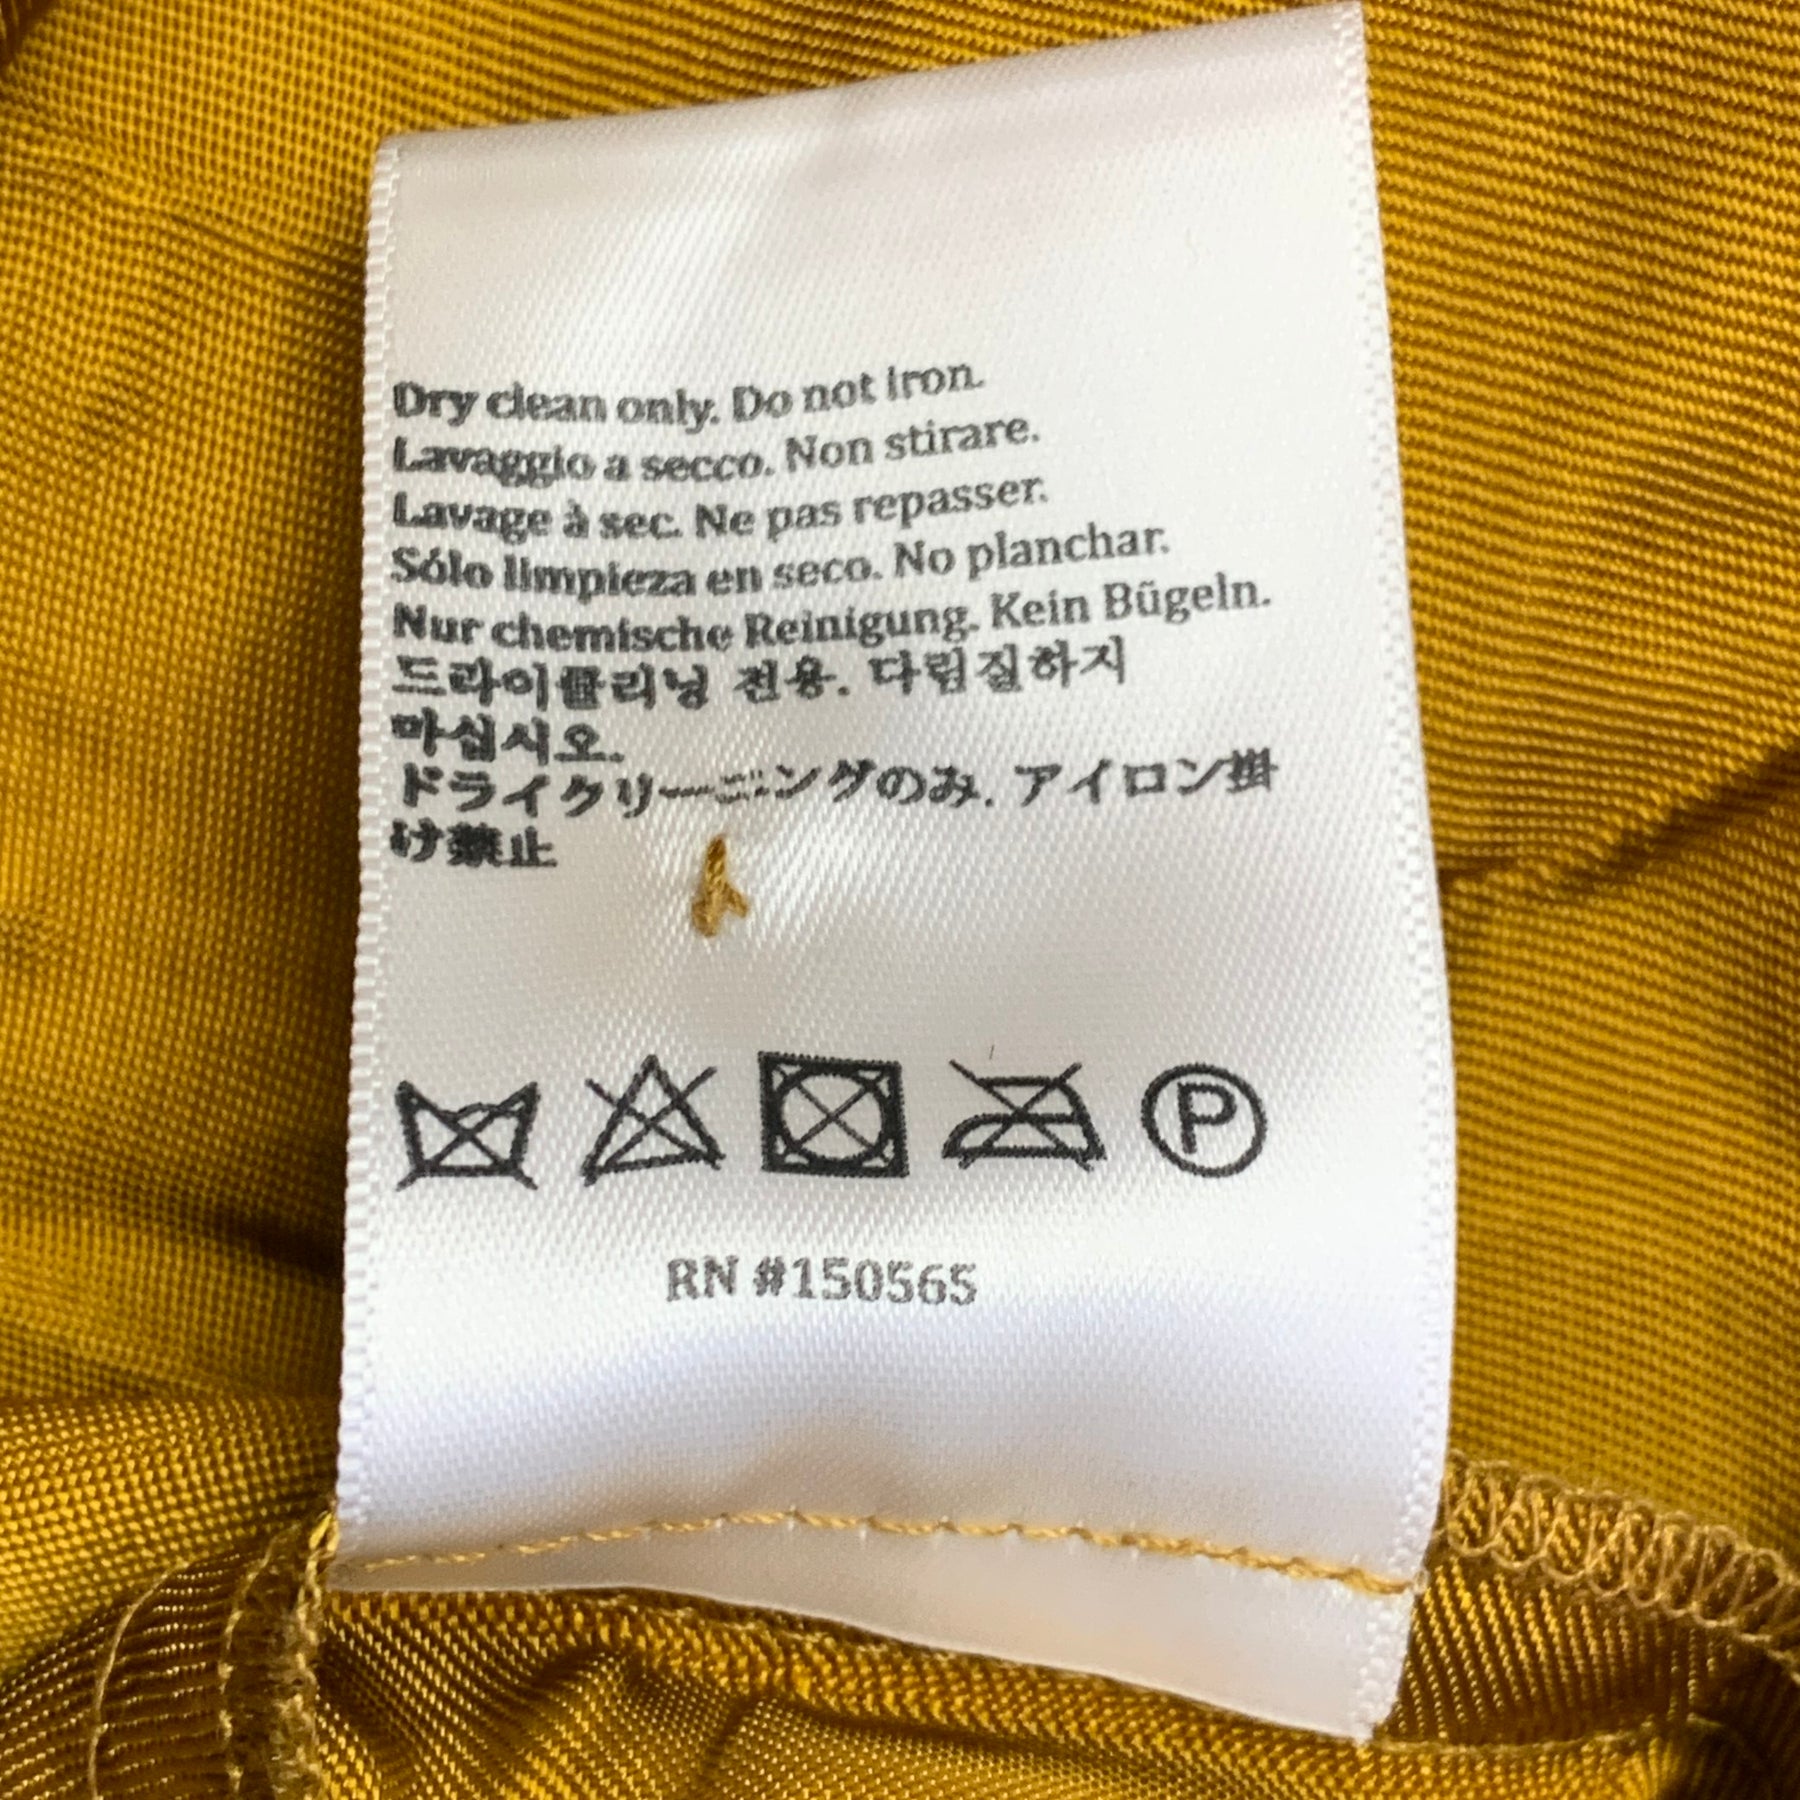 Dry clean only. Do not iron.
Lavaggio a secco. Non stirare.
Lavage à sec. Ne pas repasser.
Sólo limpieza en seco. No planchar.
Nur chemische Reinigung. Kein Bügeln.
드라이클리닝 전용. 다림질하지
마십시오.
ドライクリーニングのみ. アイロン掛
け禁止
P
RN #150565